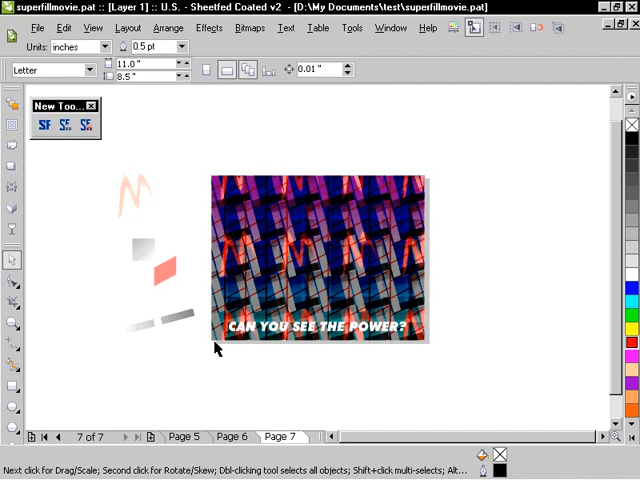 superfillmovie.pat :: [Layer 1] :: U.S. - Sheetfed Coated v2 - [D:\My Documents\test\superfillmovie.pat]
File Edit View Layout Arrange Effects Bitmaps Text Table Tools Window Help
Units: inches 0.5 pt
Letter 11.0 " 8.5 " 0.01 "
New Too...
SF SF SF
CAN YOU SEE THE POWER?
7 of 7 Page 5 Page 6 Page 7
Next click for Drag/Scale; Second click for Rotate/Skew; Dbl-clicking tool selects all objects; Shift+click multi-selects; Alt...